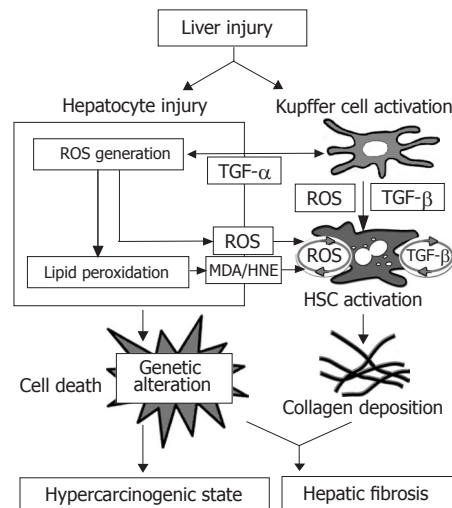 Liver injury
Hepatocyte injury
Kupffer cell activation
ROS generation
TGF-α
ROS
TGF-β
ROS
Lipid peroxidation
MDA/HNE
ROS
TGF-β
HSC activation
Cell death
Genetic
alteration
Collagen deposition
Hypercarcinogenic state
Hepatic fibrosis